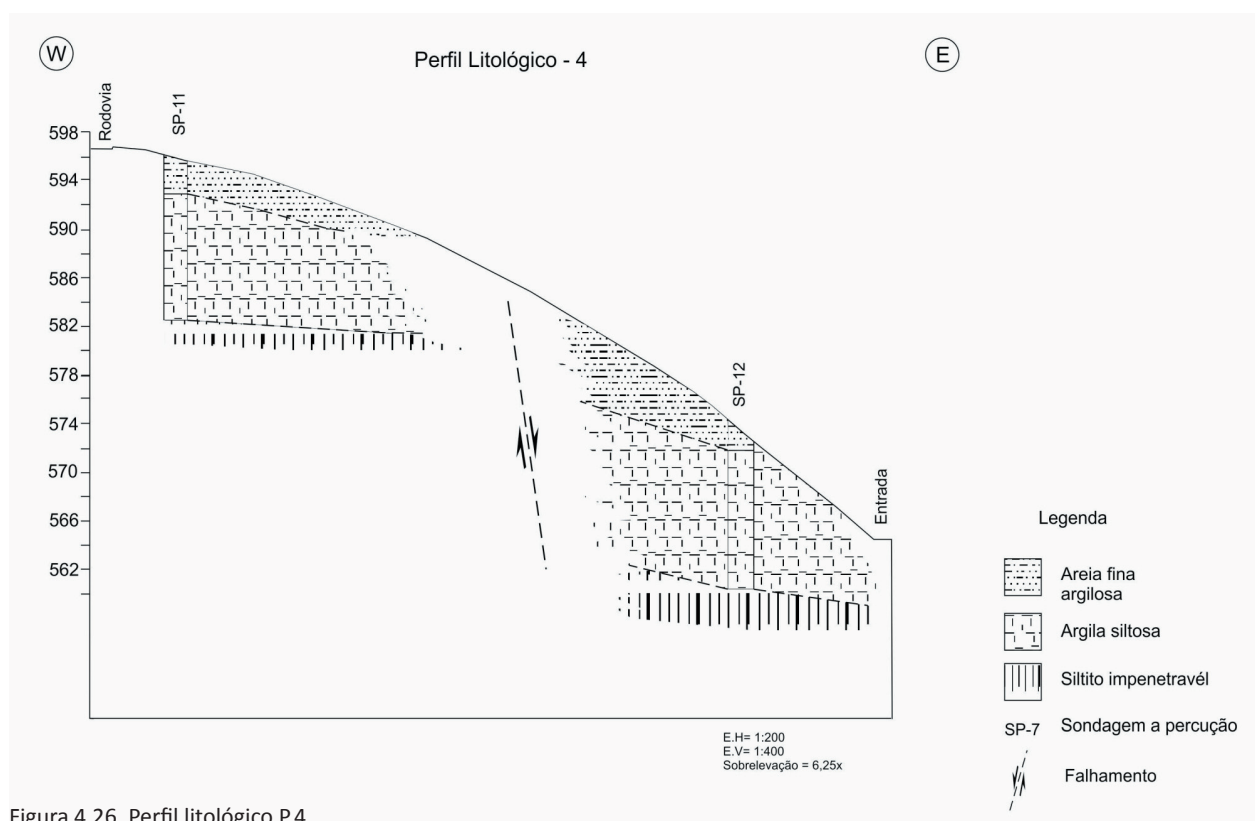 W
Perfil Litológico - 4
E
Rodovia
SP-11
598
594
590
586
582
578
574
570
566
562
SP-12
Entrada
Legenda
Areia fina
argilosa
Argila siltosa
Siltito impenetravél
SP-7 Sondagem a percução
Falhamento
E.H= 1:200
E.V= 1:400
Sobrelevação = 6,25x
Figura 4.26. Perfil litológico P.4